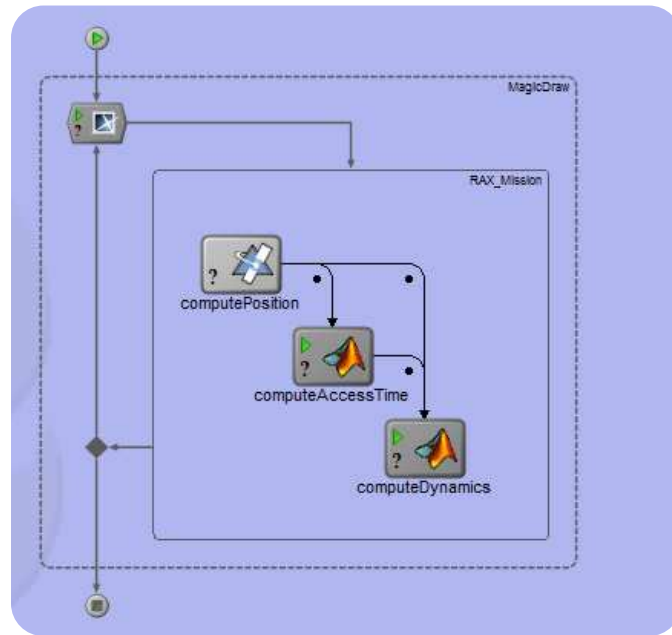 MagicDraw
?
RAX_Mission
?
computePosition
?
computeAccessTime
?
computeDynamics